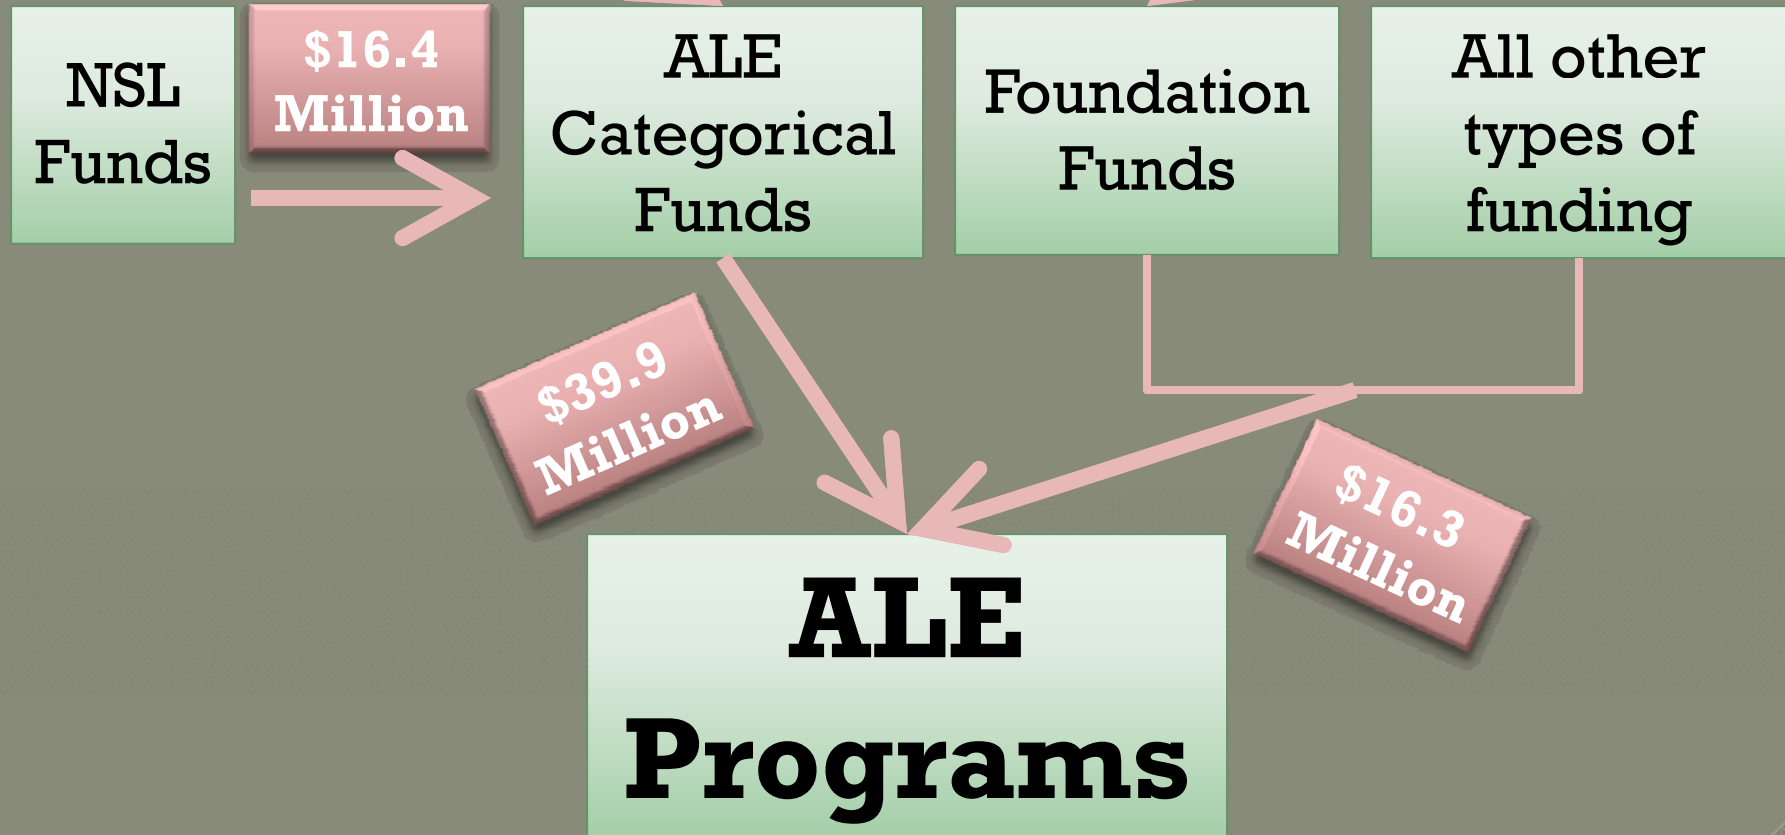 NSL
Funds
$16.4
Million
ALE
Categorical
Funds
Foundation
Funds
All other
types of
funding
$39.9
Million
$16.3
Million
ALE
Programs